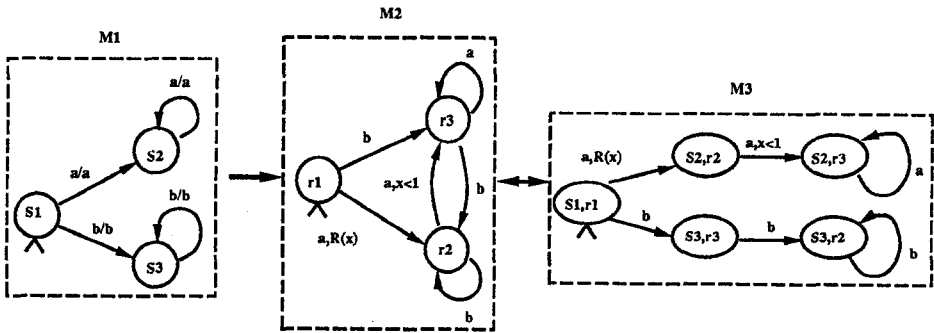 M1
a/a
S2
a/a
S1
b/b
b/b
S3
M2
a
r3
b
r1
a,x<1
b
a,R(x)
r2
b
M3
a,R(x)
S2,r2
a,x<1
S2,r3
a
S1,r1
b
S3,r3
b
S3,r2
b